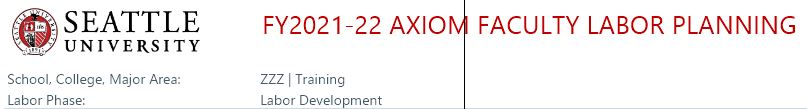 SEATTLE
UNIVERSITY
FY2021-22 AXIOM FACULTY LABOR PLANNING
School, College, Major Area: ZZZ | Training
Labor Phase: Labor Development